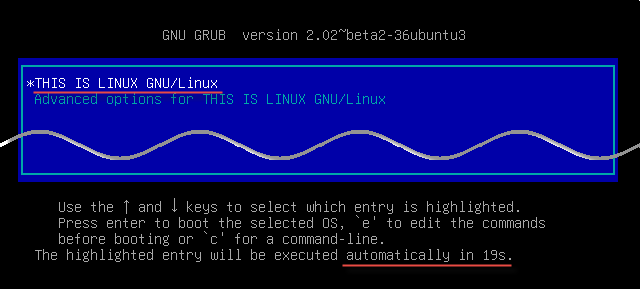 GNU GRUB  version 2.02~beta2-36ubuntu3
*THIS IS LINUX GNU/Linux
Advanced options for THIS IS LINUX GNU/Linux
Use the ↑ and ↓ keys to select which entry is highlighted.
Press enter to boot the selected OS, `e' to edit the commands
before booting or `c' for a command-line.
The highlighted entry will be executed automatically in 19s.